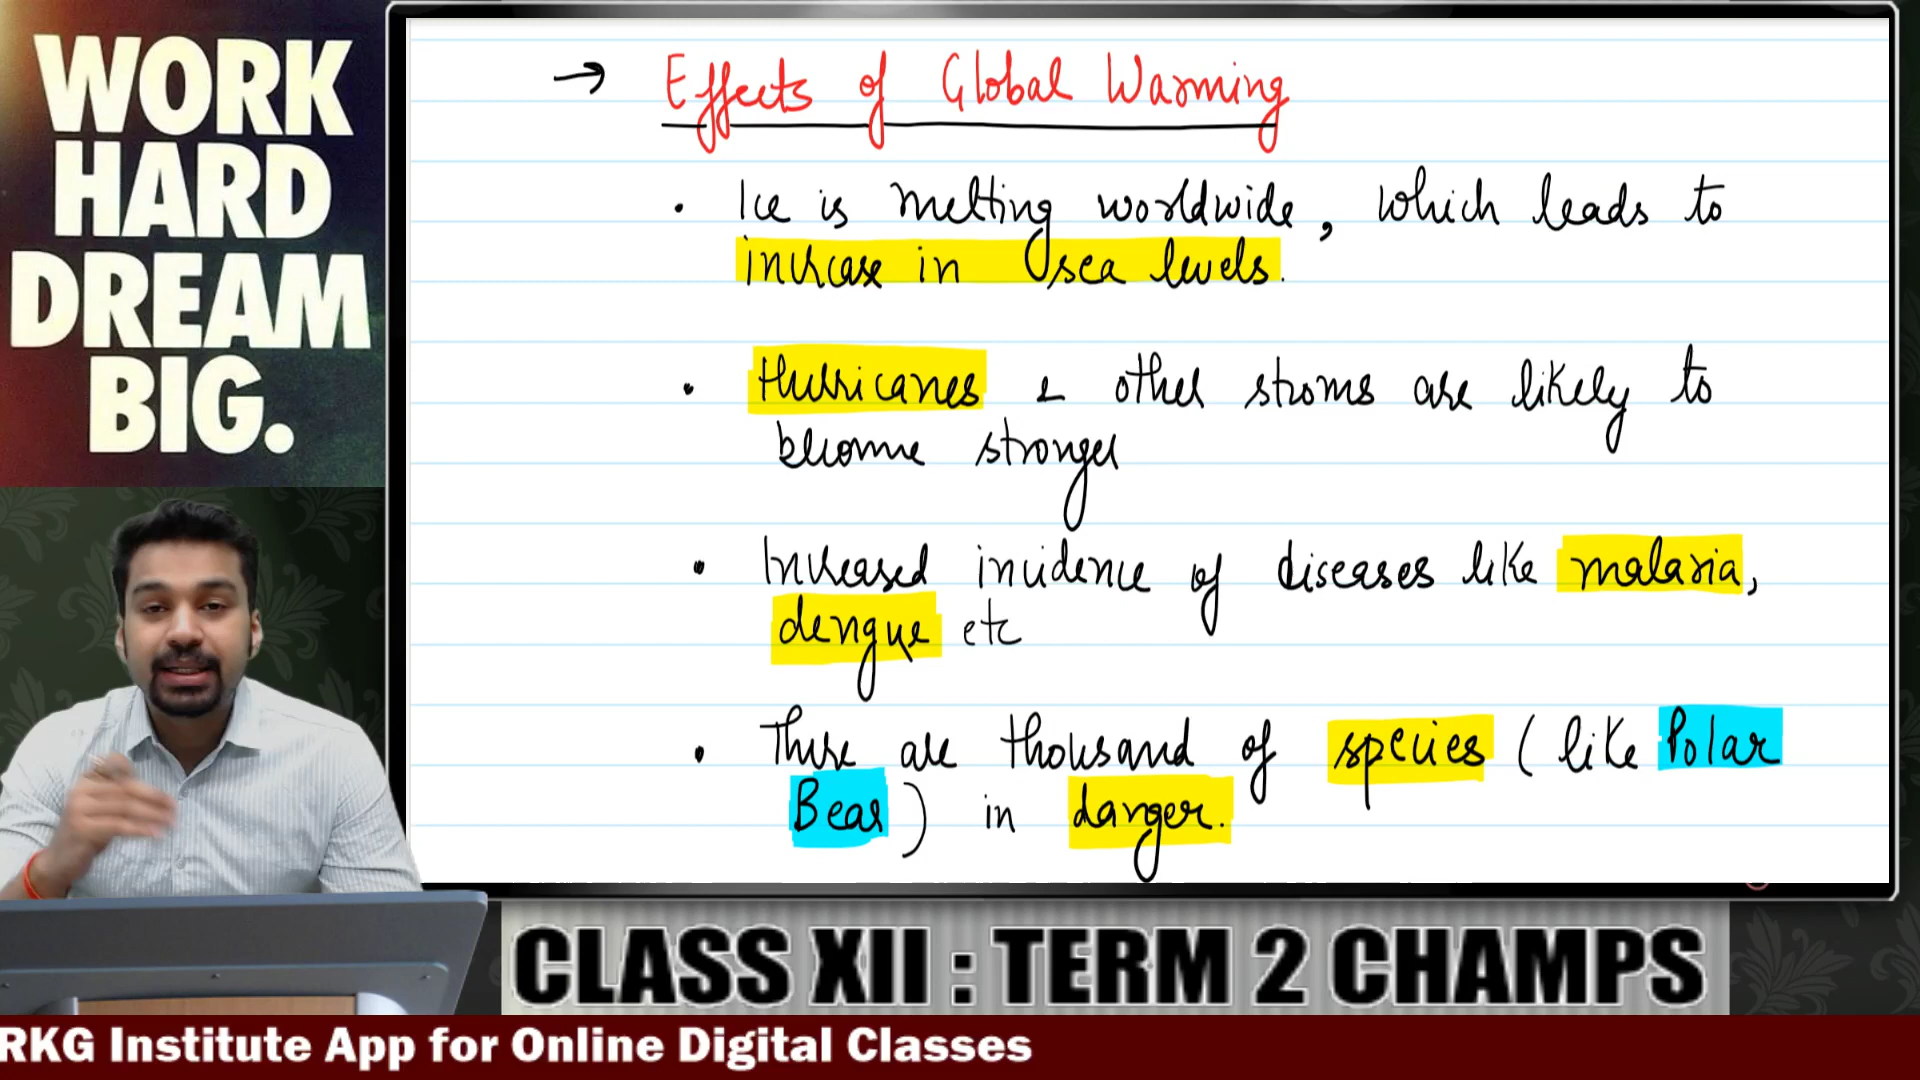 WORK
HARD
DREAM
BIG.
→ Effects of Global Warming
• Ice is melting worldwide, which leads to
increase in sea levels.
• Hurricanes & other stroms are likely to
become stronger
• Increased incidence of diseases like malaria,
dengue etc
• There are thousand of species (like Polar
Bear) in danger.
CLASS XII : TERM 2 CHAMPS
RKG Institute App for Online Digital Classes